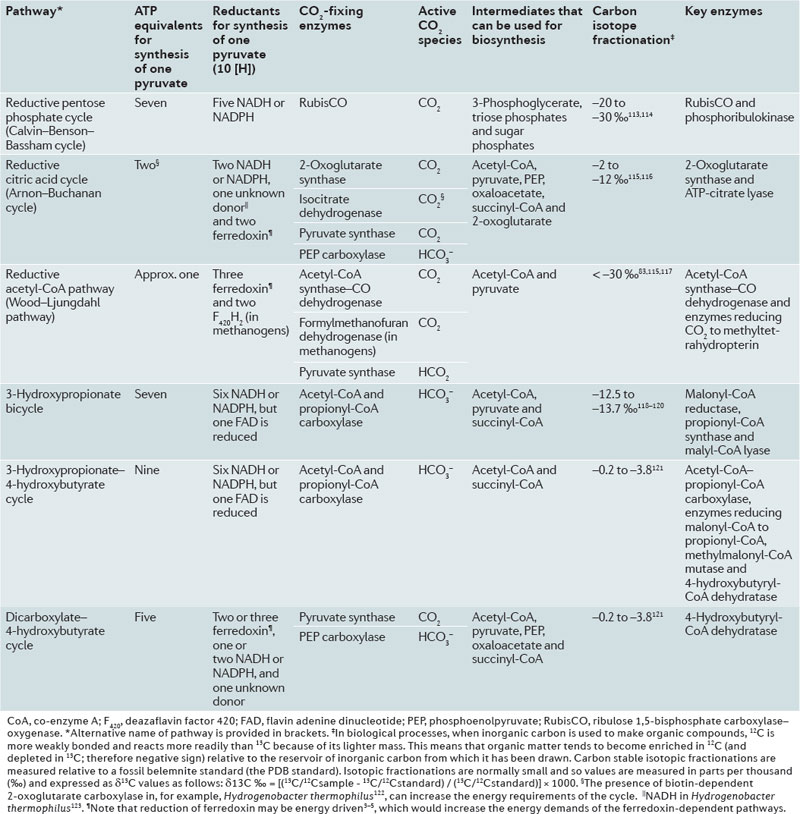 Pathway*
ATP
equivalents
for
synthesis
of one
pyruvate
Reductants
for synthesis
of one
pyruvate
(10 [H])
CO2-fixing
enzymes
Active
CO2
species
Intermediates that
can be used for
biosynthesis
Carbon
isotope
fractionation‡
Key enzymes
Reductive pentose
phosphate cycle
(Calvin–Benson–
Bassham cycle)
Seven
Five NADH or
NADPH
RubisCO
CO2
3-Phosphoglycerate,
triose phosphates
and sugar
phosphates
–20 to
–30 ‰113,114
RubisCO and
phosphoribulokinase
Reductive
citric acid cycle
(Arnon–Buchanan
cycle)
Two§
Two NADH
or NADPH,
one unknown
donor||
and two
ferredoxin¶
2-Oxoglutarate
synthase
CO2
Isocitrate
dehydrogenase
CO2§
Pyruvate synthase
CO2
PEP carboxylase
HCO3–
Acetyl-CoA,
pyruvate, PEP,
oxaloacetate,
succinyl-CoA and
2-oxoglutarate
–2 to
–12 ‰115,116
2-Oxoglutarate
synthase and
ATP-citrate lyase
Reductive
acetyl-CoA pathway
(Wood–Ljungdahl
pathway)
Approx. one
Three
ferredoxin¶
and two
F420H2 (in
methanogens)
Acetyl-CoA
synthase–CO
dehydrogenase
CO2
Formylmethanofuran
dehydrogenase (in
methanogens)
CO2
Pyruvate synthase
HCO2
Acetyl-CoA and
pyruvate
< –30 ‰83,115,117
Acetyl-CoA
synthase–CO
dehydrogenase and
enzymes reducing
CO2 to methyltet-
rahydropterin
3-Hydroxypropionate
bicycle
Seven
Six NADH or
NADPH, but
one FAD is
reduced
Acetyl-CoA and
propionyl-CoA
carboxylase
HCO3–
Acetyl-CoA,
pyruvate and
succinyl-CoA
–12.5 to
–13.7 ‰118–120
Malonyl-CoA
reductase,
propionyl-CoA
synthase and
malyl-CoA lyase
3-Hydroxypropionate–
4-hydroxybutyrate
cycle
Nine
Six NADH or
NADPH, but
one FAD is
reduced
Acetyl-CoA and
propionyl-CoA
carboxylase
HCO3–
Acetyl-CoA and
succinyl-CoA
–0.2 to –3.8121
Acetyl-CoA–
propionyl-CoA
carboxylase,
enzymes reducing
malonyl-CoA to
propionyl-CoA,
methylmalonyl-CoA
mutase and
4-hydroxybutyryl-
CoA dehydratase
Dicarboxylate–
4-hydroxybutyrate
cycle
Five
Two or three
ferredoxin¶,
one or
two NADH or
NADPH, and
one unknown
donor
Pyruvate synthase
CO2
PEP carboxylase
HCO3–
Acetyl-CoA,
pyruvate, PEP,
oxaloacetate and
succinyl-CoA
–0.2 to –3.8121
4-Hydroxybutyryl-
CoA dehydratase
CoA, co-enzyme A; F420, deazaflavin factor 420; FAD, flavin adenine dinucleotide; PEP, phosphoenolpyruvate; RubisCO, ribulose 1,5-bisphosphate carboxylase–
oxygenase. *Alternative name of pathway is provided in brackets. ‡In biological processes, when inorganic carbon is used to make organic compounds, 12C is
more weakly bonded and reacts more readily than 13C because of its lighter mass. This means that organic matter tends to become enriched in 12C (and
depleted in 13C; therefore negative sign) relative to the reservoir of inorganic carbon from which it has been drawn. Carbon stable isotopic fractionations are
measured relative to a fossil belemnite standard (the PDB standard). Isotopic fractionations are normally small and so values are measured in parts per thousand
(‰) and expressed as δ13C values as follows: δ13C ‰ = [(13C/12Csample - 13C/12Cstandard) / (13C/12Cstandard)] × 1000. §The presence of biotin-dependent
2-oxoglutarate carboxylase in, for example, Hydrogenobacter thermophilus122, can increase the energy requirements of the cycle. ||NADH in Hydrogenobacter
thermophilus123. ¶Note that reduction of ferredoxin may be energy driven3–5, which would increase the energy demands of the ferredoxin-dependent pathways.